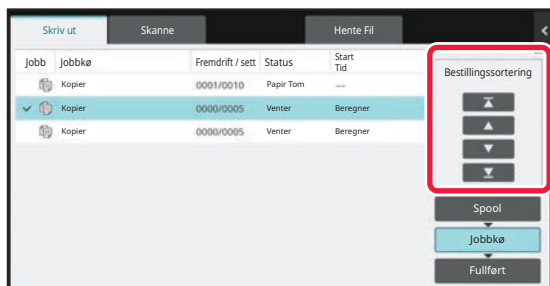 Skriv ut Skanne Hente Fil
Jobb Jobbkø Fremdrift / sett Status Start Tid
Kopier 0001/0010 Papir Tom ---
Kopier 0000/0005 Venter Beregner
Kopier 0000/0005 Venter Beregner
Bestillingssortering
Spool
Jobbkø
Fullført